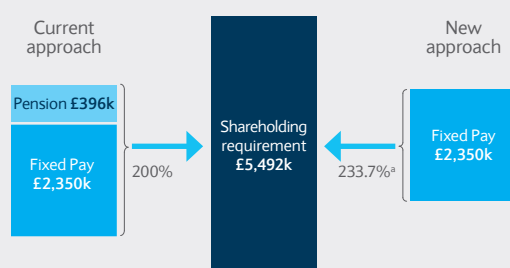 Current
approach
Pension £396k
Fixed Pay
£2,350k
200%
Shareholding
requirement
£5,492k
New
approach
233.7%ᵃ
Fixed Pay
£2,350k